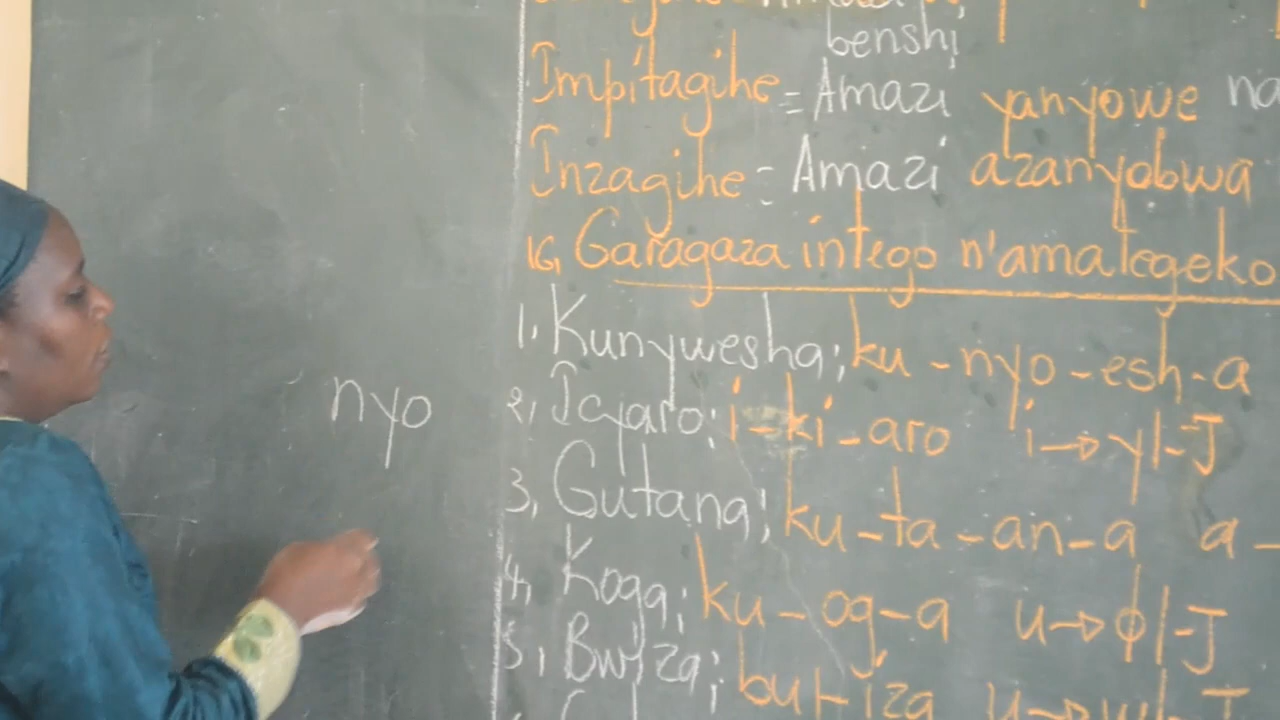 benshi
Impitagihe = Amazi yanyowe na
Inzagihe = Amazi azanyobwa
16, Garagaza intego n'amategeko
1. Kunywesha; ku-nyo-esh-a
nyo
2, Icyaro; i-ki-aro i→y/-J
3, Gutana; ku-ta-an-a a-
4, Koga; ku-og-a u→ϕ/-J
5, Bwiza; bu-iza u→w/-J